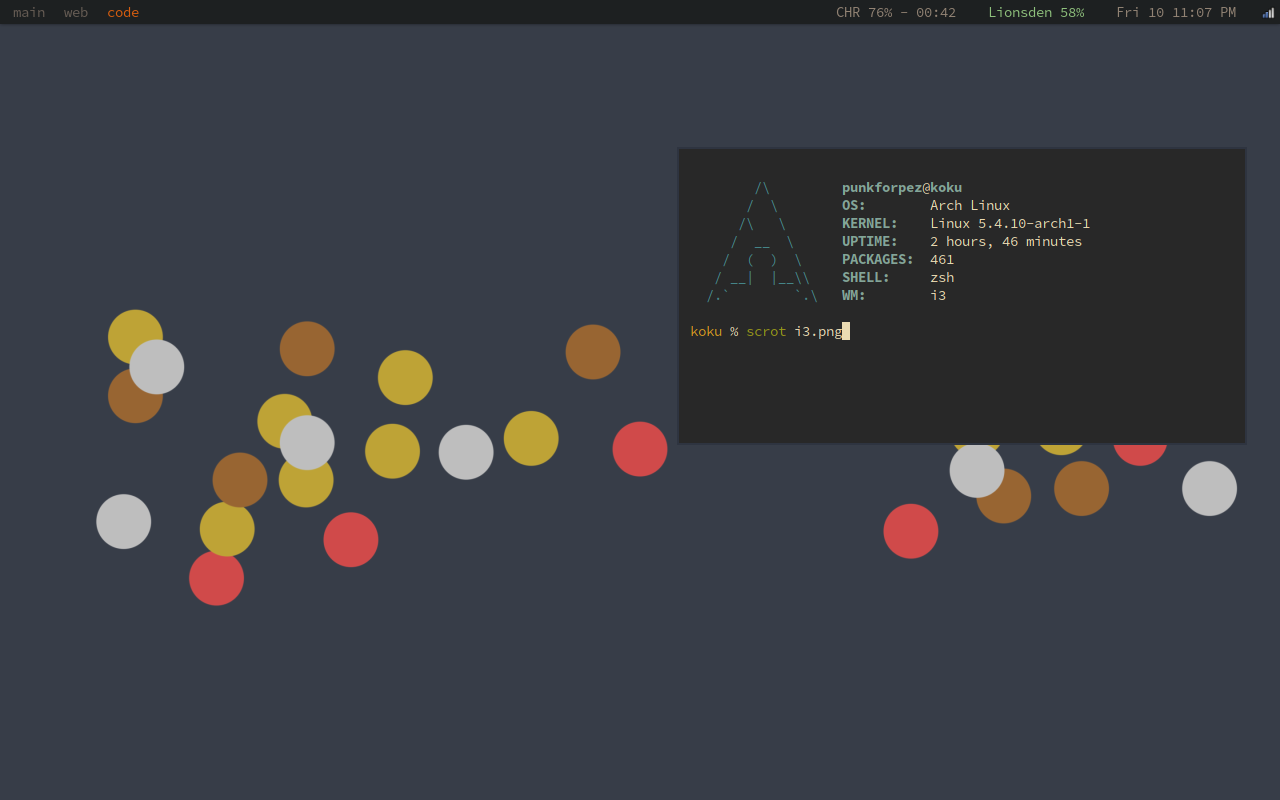 main web code CHR 76% - 00:42 Lionsden 58% Fri 10 11:07 PM
punkforpez@koku
OS: Arch Linux
KERNEL: Linux 5.4.10-arch1-1
UPTIME: 2 hours, 46 minutes
PACKAGES: 461
SHELL: zsh
WM: i3
koku % scrot i3.png